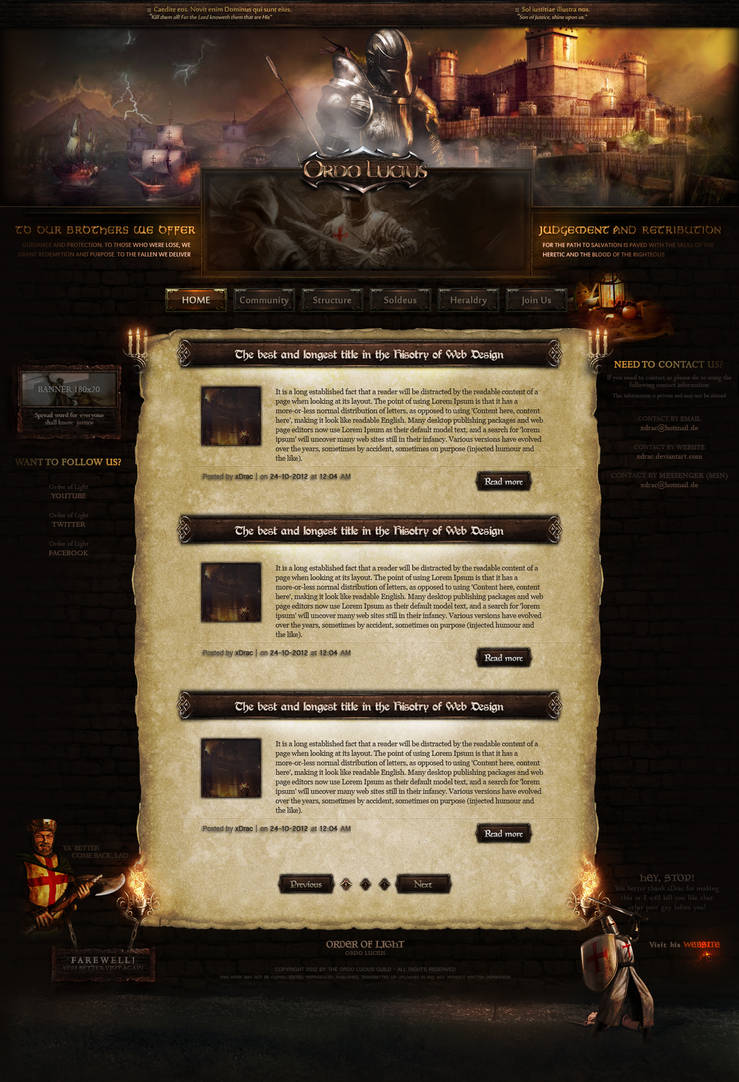 :: Caedite eos. Novit enim Dominus qui sunt eius.
"Kill them all! For the Lord knoweth them that are His"
:: Sol iustitiae illustra nos.
"Son of Justice, shine upon us."
Ordo Lucius
TO OUR BROTHERS WE OFFER
GUIDANCE AND PROTECTION. TO THOSE WHO WERE LOSE, WE
GRANT REDEMPTION AND PURPOSE. TO THE FALLEN WE DELIVER
JUDGEMENT AND RETRIBUTION
FOR THE PATH TO SALVATION IS PAVED WITH THE SKULL OF THE
HERETIC AND THE BLOOD OF THE RIGHTEOUS
HOME
Community
Structure
Soldeus
Heraldry
Join Us
BANNER 180x20
Spread word for everyone
shall know justice
WANT TO FOLLOW US?
Order of Light
YOUTUBE
Order of Light
TWITTER
Order of Light
FACEBOOK
The best and longest title in the Hisotry of Web Design
It is a long established fact that a reader will be distracted by the readable content of a
page when looking at its layout. The point of using Lorem Ipsum is that it has a
more-or-less normal distribution of letters, as opposed to using 'Content here, content
here', making it look like readable English. Many desktop publishing packages and web
page editors now use Lorem Ipsum as their default model text, and a search for 'lorem
ipsum' will uncover many web sites still in their infancy. Various versions have evolved
over the years, sometimes by accident, sometimes on purpose (injected humour and
the like).
Posted by xDrac | on 24-10-2012 at 12:04 AM
Read more
The best and longest title in the Hisotry of Web Design
It is a long established fact that a reader will be distracted by the readable content of a
page when looking at its layout. The point of using Lorem Ipsum is that it has a
more-or-less normal distribution of letters, as opposed to using 'Content here, content
here', making it look like readable English. Many desktop publishing packages and web
page editors now use Lorem Ipsum as their default model text, and a search for 'lorem
ipsum' will uncover many web sites still in their infancy. Various versions have evolved
over the years, sometimes by accident, sometimes on purpose (injected humour and
the like).
Posted by xDrac | on 24-10-2012 at 12:04 AM
Read more
The best and longest title in the Hisotry of Web Design
It is a long established fact that a reader will be distracted by the readable content of a
page when looking at its layout. The point of using Lorem Ipsum is that it has a
more-or-less normal distribution of letters, as opposed to using 'Content here, content
here', making it look like readable English. Many desktop publishing packages and web
page editors now use Lorem Ipsum as their default model text, and a search for 'lorem
ipsum' will uncover many web sites still in their infancy. Various versions have evolved
over the years, sometimes by accident, sometimes on purpose (injected humour and
the like).
Posted by xDrac | on 24-10-2012 at 12:04 AM
Read more
Previous
Next
NEED TO CONTACT US?
If you need to contact us please do so using the
following contact information
This information is private and may not be abused
CONTACT BY EMAIL
xdrac@hotmail.de
CONTACT BY WEBSITE
xdrac.deviantart.com
CONTACT BY MESSENGER (MSN)
xdrac@hotmail.de
YA' BETTER
COME BACK, LAD
FAREWELL!
YOU BETTER VISIT AGAIN
HEY, STOP!
You better thank xDrac for making
this or I will kill you like that
other poor guy before you!
Visit his WEBSITE
ORDER OF LIGHT
ORDO LUCIUS
COPYRIGHT 2012 BY THE ORDO LUCIUS GUILD - ALL RIGHTS RESERVED